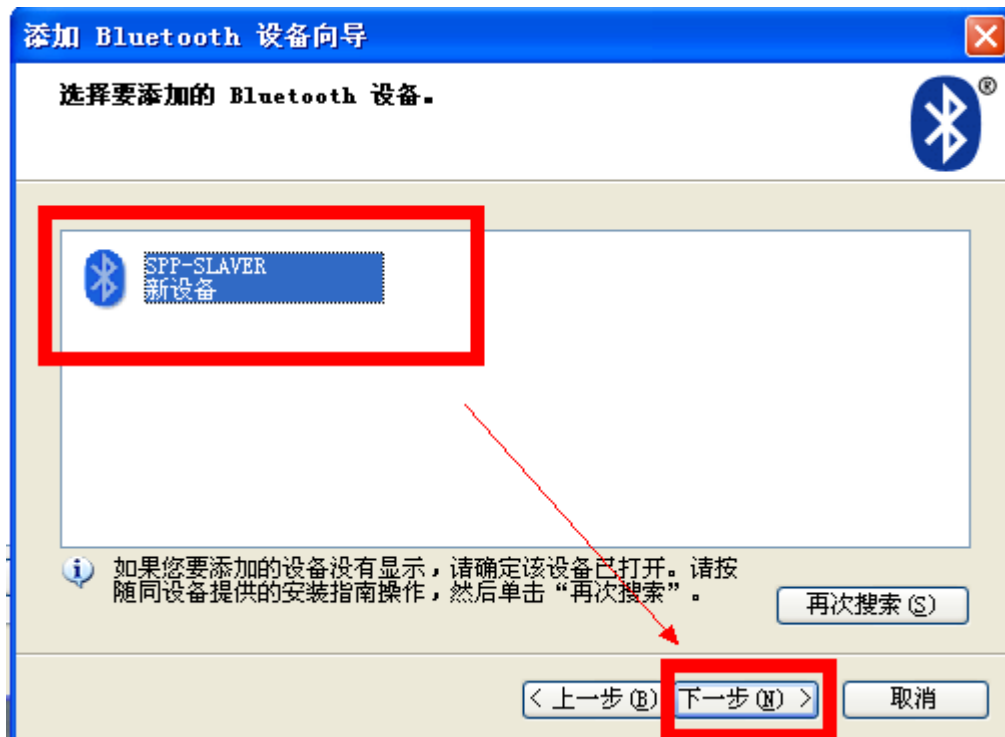 添加 Bluetooth 设备向导
选择要添加的 Bluetooth 设备。
®
SPP-SLAVER
新设备
如果您要添加的设备没有显示，请确定该设备已打开。请按
随同设备提供的安装指南操作，然后单击“再次搜索”。
再次搜索(S)
< 上一步(B)
下一步(N) >
取消